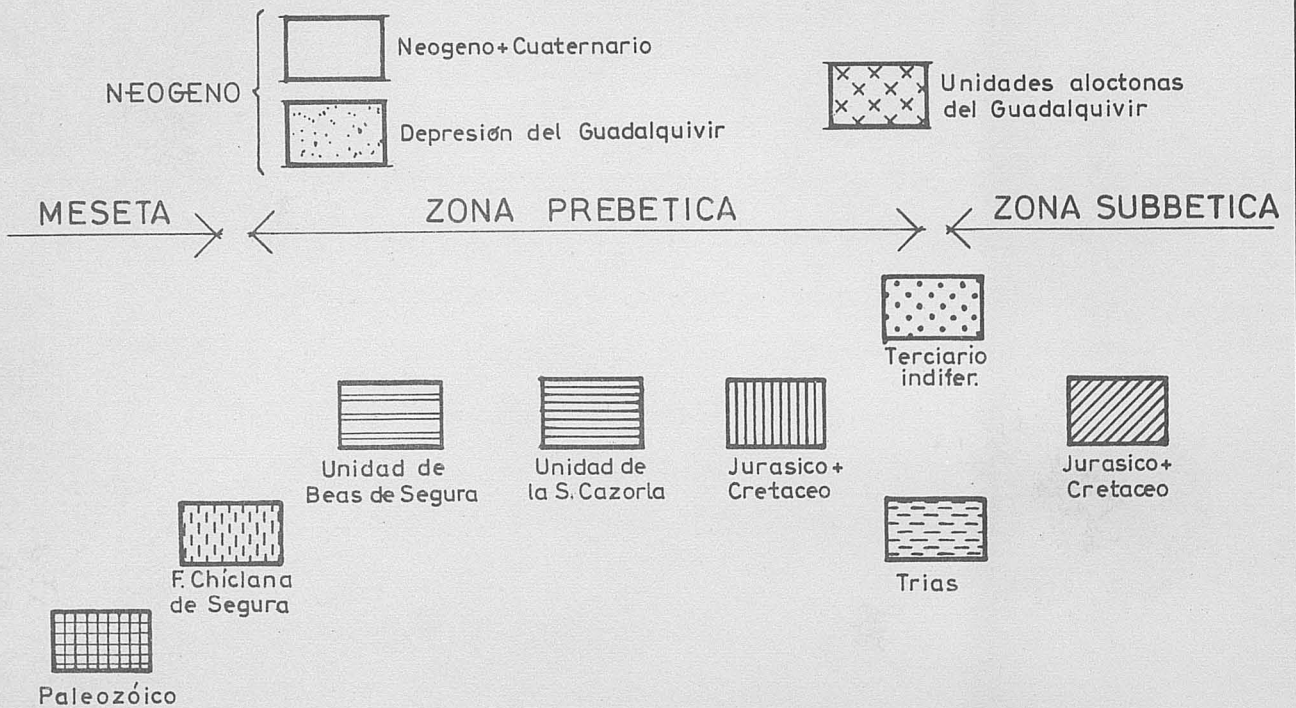 NEOGENO
Neogeno+Cuaternario
Depresión del Guadalquivir
Unidades aloctonas
del Guadalquivir
MESETA
ZONA PREBETICA
ZONA SUBBETICA
Terciario
indifer.
Unidad de
Beas de Segura
Unidad de
la S. Cazorla
Jurasico+
Cretaceo
Jurasico+
Cretaceo
F. Chíclana
de Segura
Trias
Paleozóico